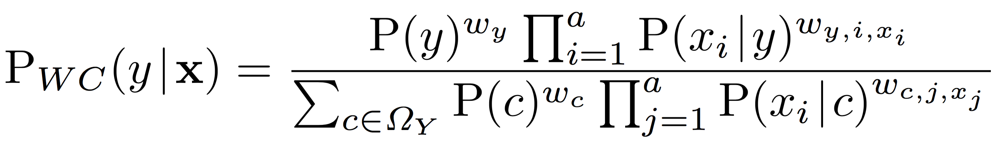 P_{WC}(y | \mathbf{x}) = \frac{P(y)^{w_y} \prod_{i=1}^{a} P(x_i | y)^{w_{y,i,x_i}}}{\sum_{c \in \Omega_Y} P(c)^{w_c} \prod_{j=1}^{a} P(x_i | c)^{w_{c,j,x_j}}}